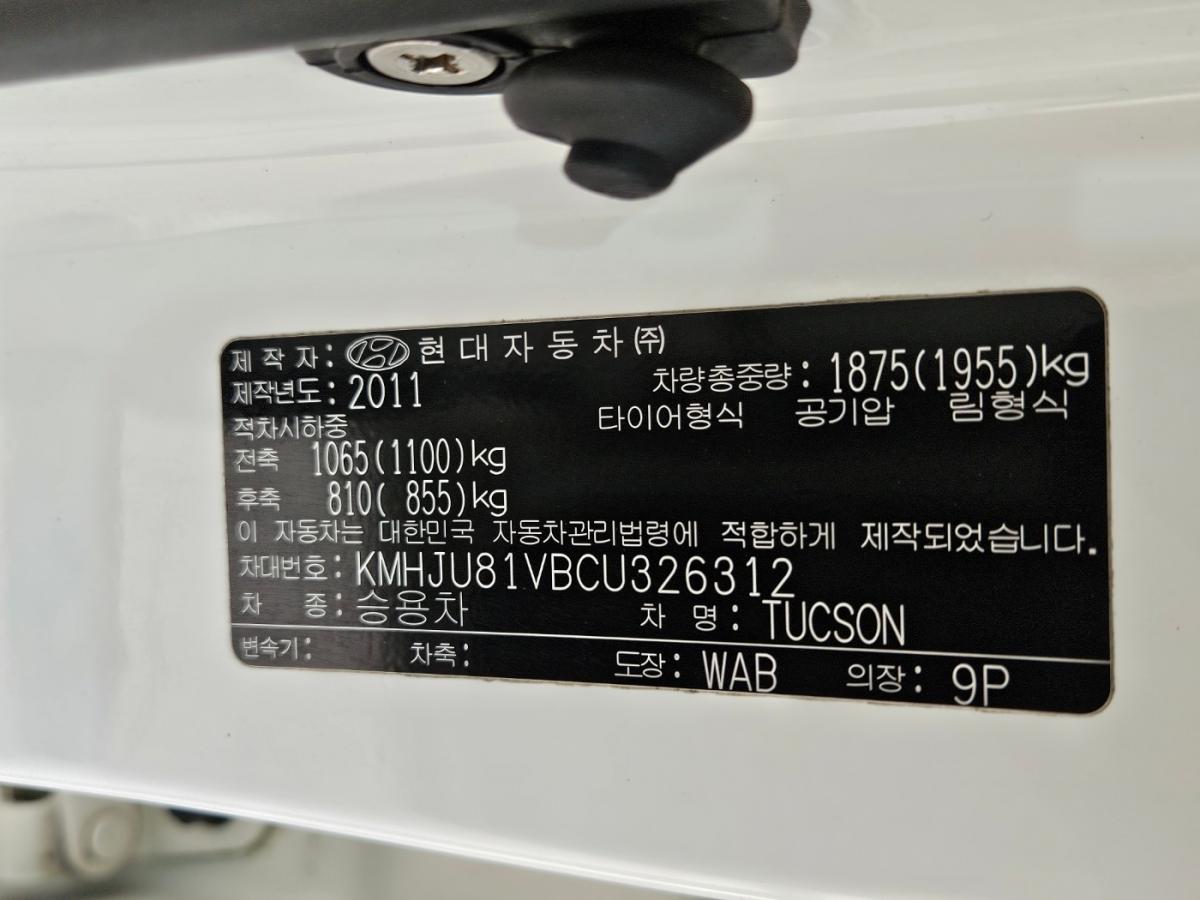 제 작 자 : 현 대 자 동 차 ㈜
제작년도 : 2011 차량총중량 : 1875(1955)kg
적차시하중 타이어형식 공기압 림형식
전축 1065(1100)kg
후축 810( 855)kg
이 자동차는 대한민국 자동차관리법령에 적합하게 제작되었습니다.
차대번호 : KMHJU81VBCU326312
차 종 : 승용차 차 명 : TUCSON
변속기 : 차축 : 도장 : WAB 의장 : 9P